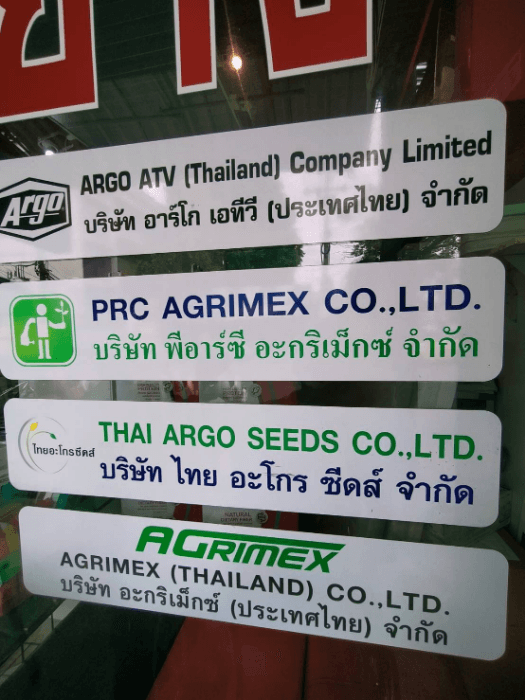 Argo
ARGO ATV (Thailand) Company Limited
บริษัท อาร์โก เอทีวี (ประเทศไทย) จำกัด
PRC AGRIMEX CO.,LTD.
บริษัท พีอาร์ซี อะกริเม็กซ์ จำกัด
ไทยอะโกรซีดส์
THAI ARGO SEEDS CO.,LTD.
บริษัท ไทย อะโกร ซีดส์ จำกัด
AGRIMEX
AGRIMEX (THAILAND) CO.,LTD.
บริษัท อะกริเม็กซ์ (ประเทศไทย) จำกัด